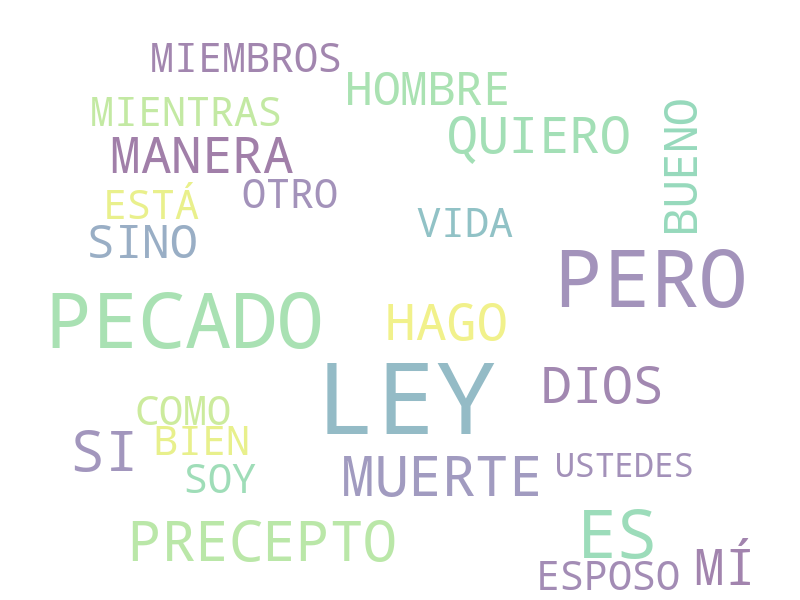 MIEMBROS
HOMBRE
MIENTRAS
QUIERO
BUENO
MANERA
OTRO
ESTÁ
VIDA
SINO
PERO
PECADO
HAGO
LEY
DIOS
COMO
BIEN
SI
SOY
MUERTE
USTEDES
PRECEPTO
ES
ESPOSO
MÍ